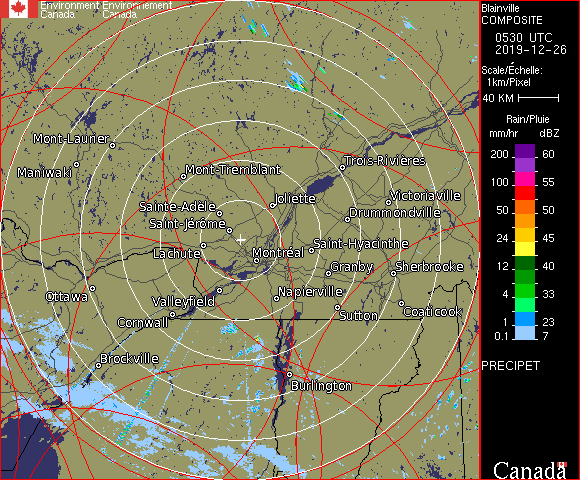 Environment Environnement
Canada Canada
Blainville
COMPOSITE
0530 UTC
2019-12-26
Scale/Échelle:
1km/Pixel
40 KM
Rain/Pluie
mm/hr dBZ
200 60
100 55
50 50
24 45
12 40
4 33
1 23
0.1 7
PRECIPET
Canada
Mont-Laurier
Maniwaki
Mont-Tremblant
Trois-Rivières
Joliette
Victoriaville
Sainte-Adèle
Drummondville
Saint-Jérôme
Lachute
Montréal
Saint-Hyacinthe
Granby
Sherbrooke
Ottawa
Valleyfield
Napierville
Coaticook
Cornwall
Sutton
Brockville
Burlington